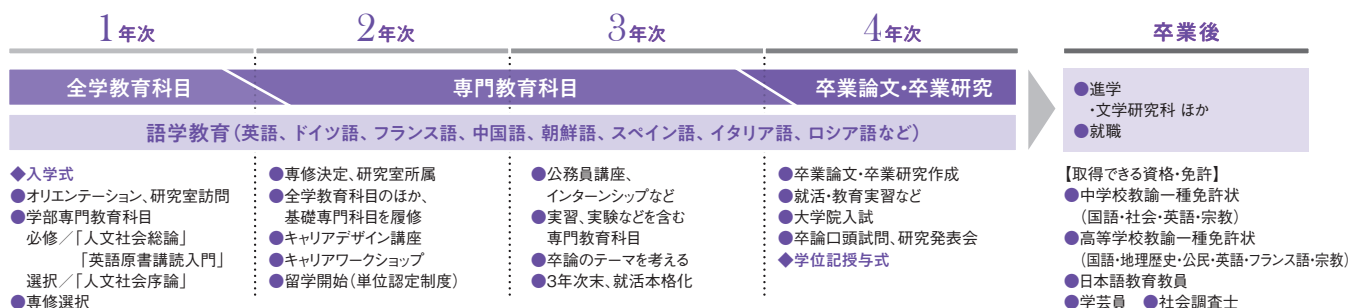 1年次
2年次
3年次
4年次
卒業後
全学教育科目
専門教育科目
卒業論文・卒業研究
語学教育(英語、ドイツ語、フランス語、中国語、朝鮮語、スペイン語、イタリア語、ロシア語など)
◆入学式
●オリエンテーション、研究室訪問
●学部専門教育科目
必修/「人文社会総論」
「英語原書講読入門」
選択/「人文社会序論」
●専修選択
●専修決定、研究室所属
●全学教育科目のほか、
基礎専門科目を履修
●キャリアデザイン講座
●キャリアワークショップ
●留学開始(単位認定制度)
●公務員講座、
インターンシップなど
●実習、実験などを含む
専門教育科目
●卒論のテーマを考える
●3年次末、就活本格化
●卒業論文・卒業研究作成
●就活・教育実習など
●大学院入試
●卒論口頭試問、研究発表会
◆学位記授与式
●進学
・文学研究科 ほか
●就職
【取得できる資格・免許】
●中学校教諭一種免許状
(国語・社会・英語・宗教)
●高等学校教諭一種免許状
(国語・地理歴史・公民・英語・フランス語・宗教)
●日本語教育教員
●学芸員 ●社会調査士